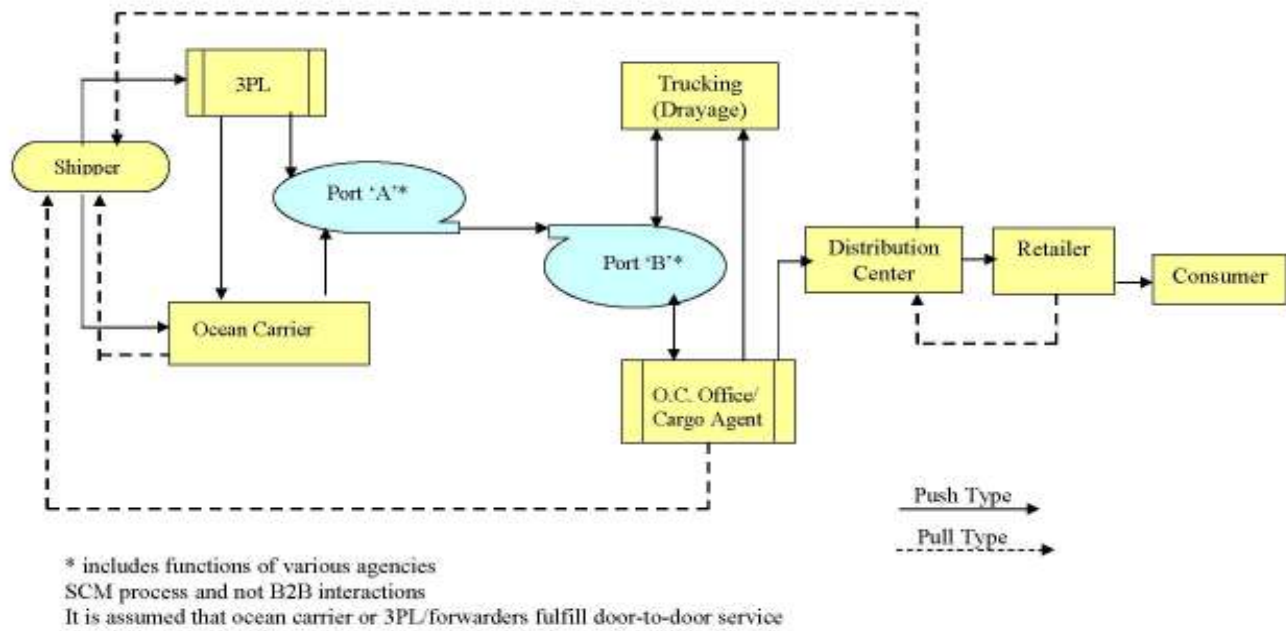 3PL
Trucking
(Drayage)
Shipper
Port ‘A’*
Port ‘B’*
Distribution
Center
Retailer
Consumer
Ocean Carrier
O.C. Office/
Cargo Agent
Push Type
Pull Type
* includes functions of various agencies
SCM process and not B2B interactions
It is assumed that ocean carrier or 3PL/forwarders fulfill door-to-door service